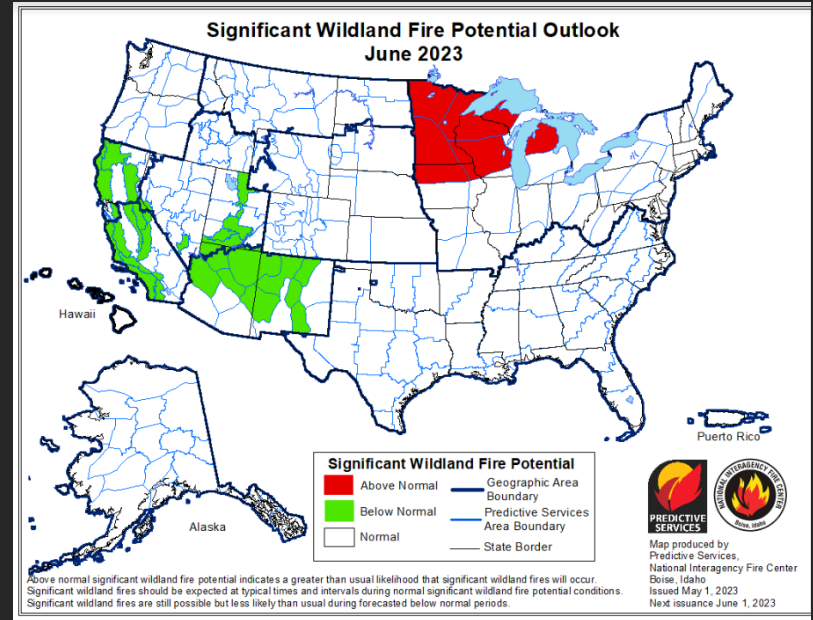 Significant Wildland Fire Potential Outlook
June 2023
Hawaii
Puerto Rico
Alaska
Significant Wildland Fire Potential
Above Normal
Below Normal
Normal
Geographic Area
Boundary
Predictive Services
Area Boundary
State Border
PREDICTIVE
SERVICES
NATIONAL INTERAGENCY FIRE CENTER
Boise, Idaho
Map produced by
Predictive Services,
National Interagency Fire Center
Boise, Idaho
Issued May 1, 2023
Next issuance June 1, 2023
Above normal significant wildland fire potential indicates a greater than usual likelihood that significant wildland fires will occur.
Significant wildland fires should be expected at typical times and intervals during normal significant wildland fire potential conditions.
Significant wildland fires are still possible but less likely than usual during forecasted below normal periods.